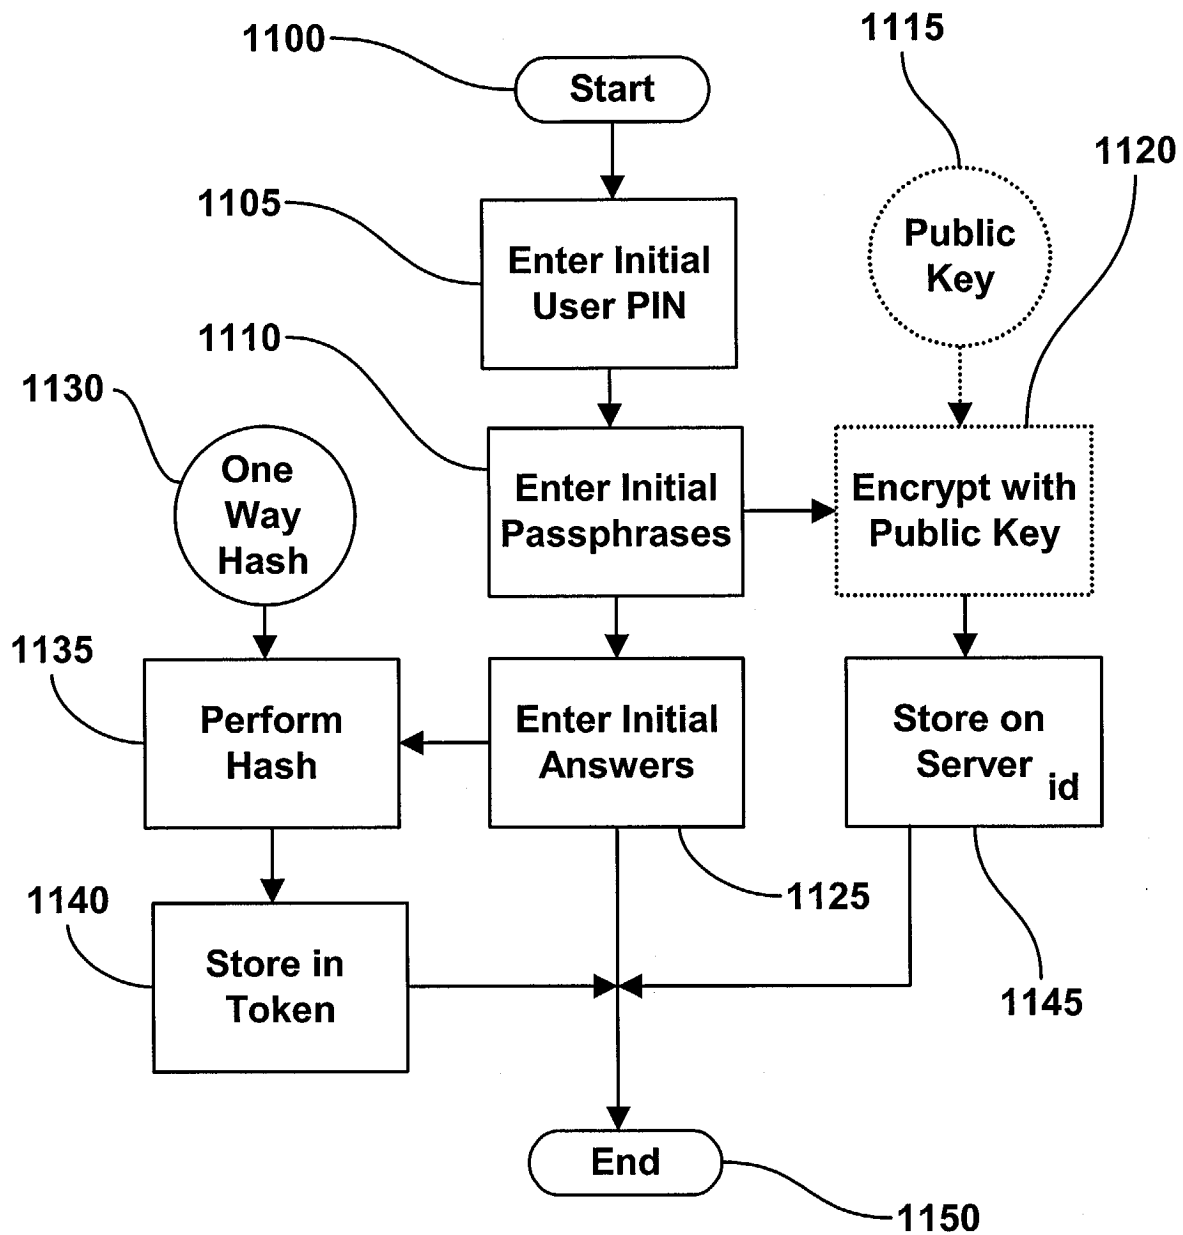 1100
Start
1115
1120
1105
Enter Initial
User PIN
Public
Key
1110
1130
One
Way
Hash
Enter Initial
Passphrases
Encrypt with
Public Key
1135
Perform
Hash
Enter Initial
Answers
Store on
Server
id
1140
1125
Store in
Token
1145
End
1150